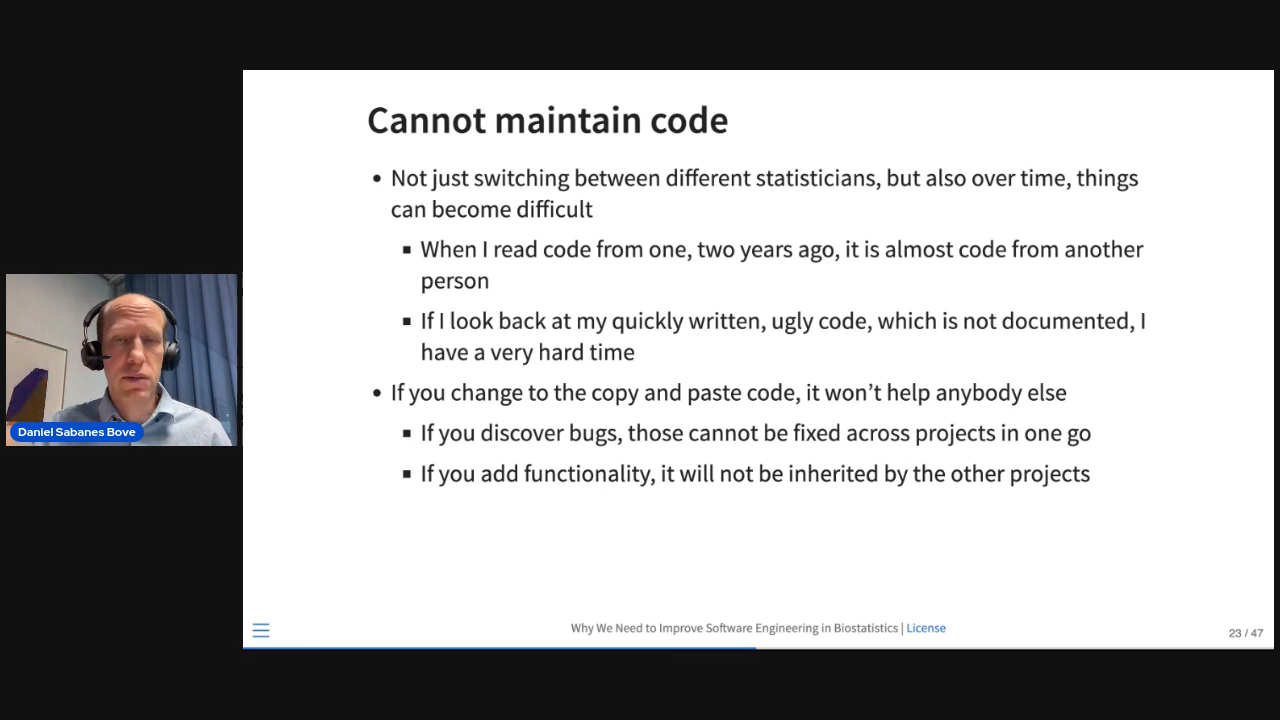 Cannot maintain code
• Not just switching between different statisticians, but also over time, things
can become difficult
▪ When I read code from one, two years ago, it is almost code from another
person
▪ If I look back at my quickly written, ugly code, which is not documented, I
have a very hard time
• If you change to the copy and paste code, it won’t help anybody else
▪ If you discover bugs, those cannot be fixed across projects in one go
▪ If you add functionality, it will not be inherited by the other projects
Daniel Sabanes Bove
Why We Need to Improve Software Engineering in Biostatistics | License
23 / 47